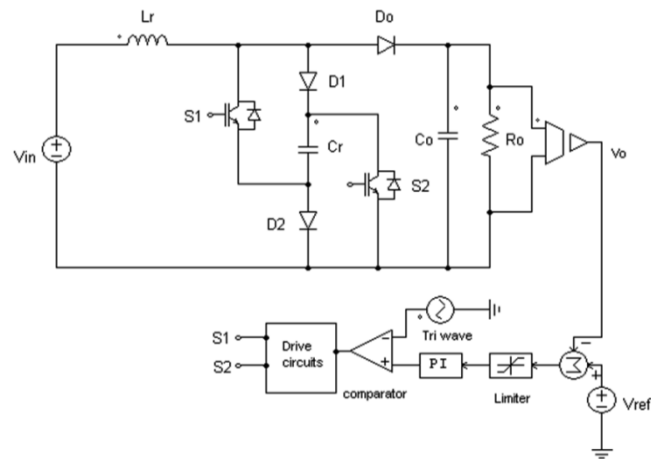 Lr
Do
D1
S1
Vin
Cr
Co
Ro
Vo
S2
D2
S1
S2
Drive
circuits
Tri wave
PI
comparator
Limiter
Σ
Vref